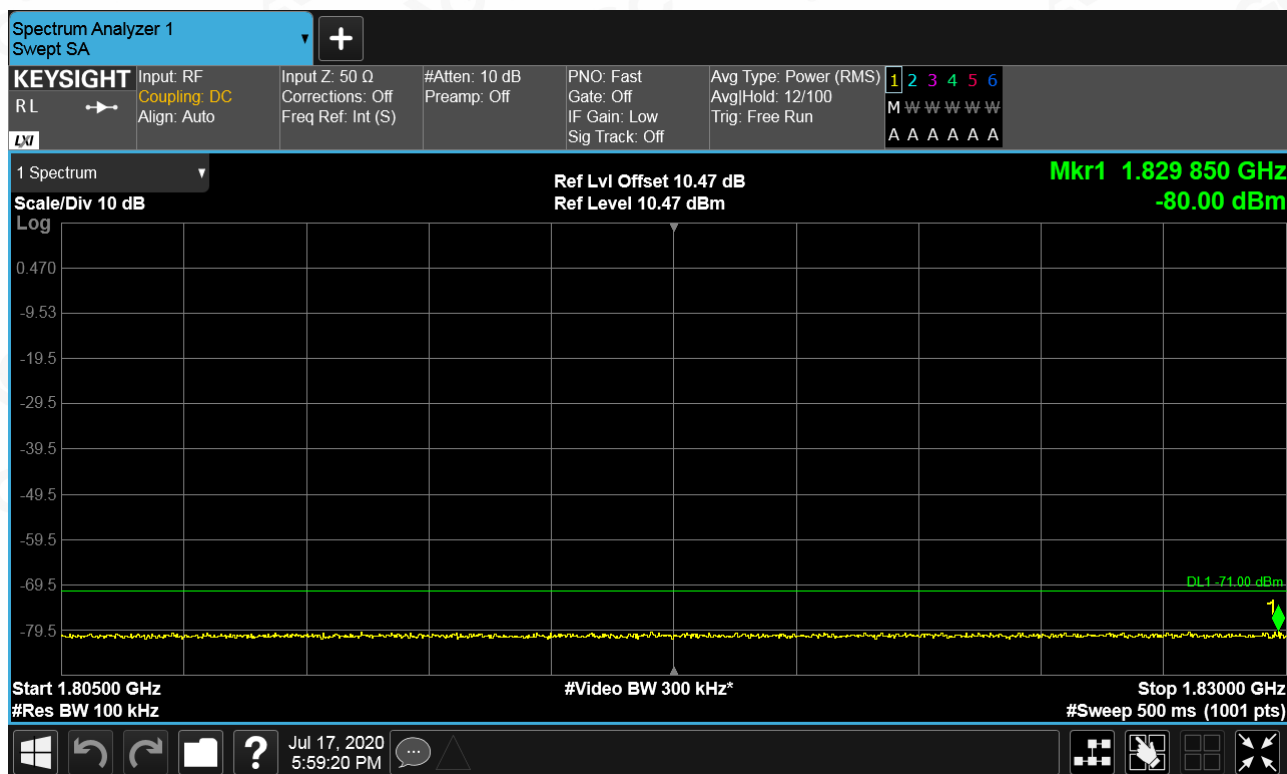 Spectrum Analyzer 1
Swept SA
+
KEYSIGHT
RL
LXI
Input: RF
Coupling: DC
Align: Auto
Input Z: 50 Ω
Corrections: Off
Freq Ref: Int (S)
#Atten: 10 dB
Preamp: Off
PNO: Fast
Gate: Off
IF Gain: Low
Sig Track: Off
Avg Type: Power (RMS)
Avg|Hold: 12/100
Trig: Free Run
1 2 3 4 5 6
M W W W W W
A A A A A A
1 Spectrum
Scale/Div 10 dB
Log
Ref Lvl Offset 10.47 dB
Ref Level 10.47 dBm
Mkr1 1.829 850 GHz
-80.00 dBm
0.470
-9.53
-19.5
-29.5
-39.5
-49.5
-59.5
-69.5
DL1 -71.00 dBm
1
-79.5
Start 1.80500 GHz
#Res BW 100 kHz
#Video BW 300 kHz*
Stop 1.83000 GHz
#Sweep 500 ms (1001 pts)
?
Jul 17, 2020
5:59:20 PM